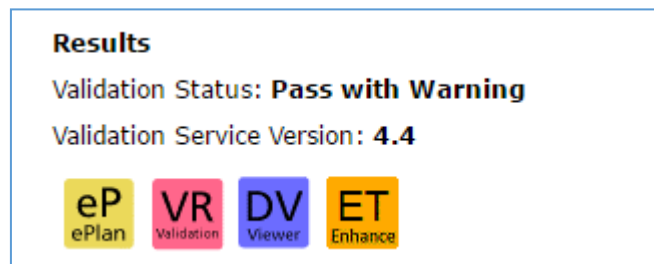 Results
Validation Status: Pass with Warning
Validation Service Version: 4.4
eP VR DV ET
ePlan Validation Viewer Enhance